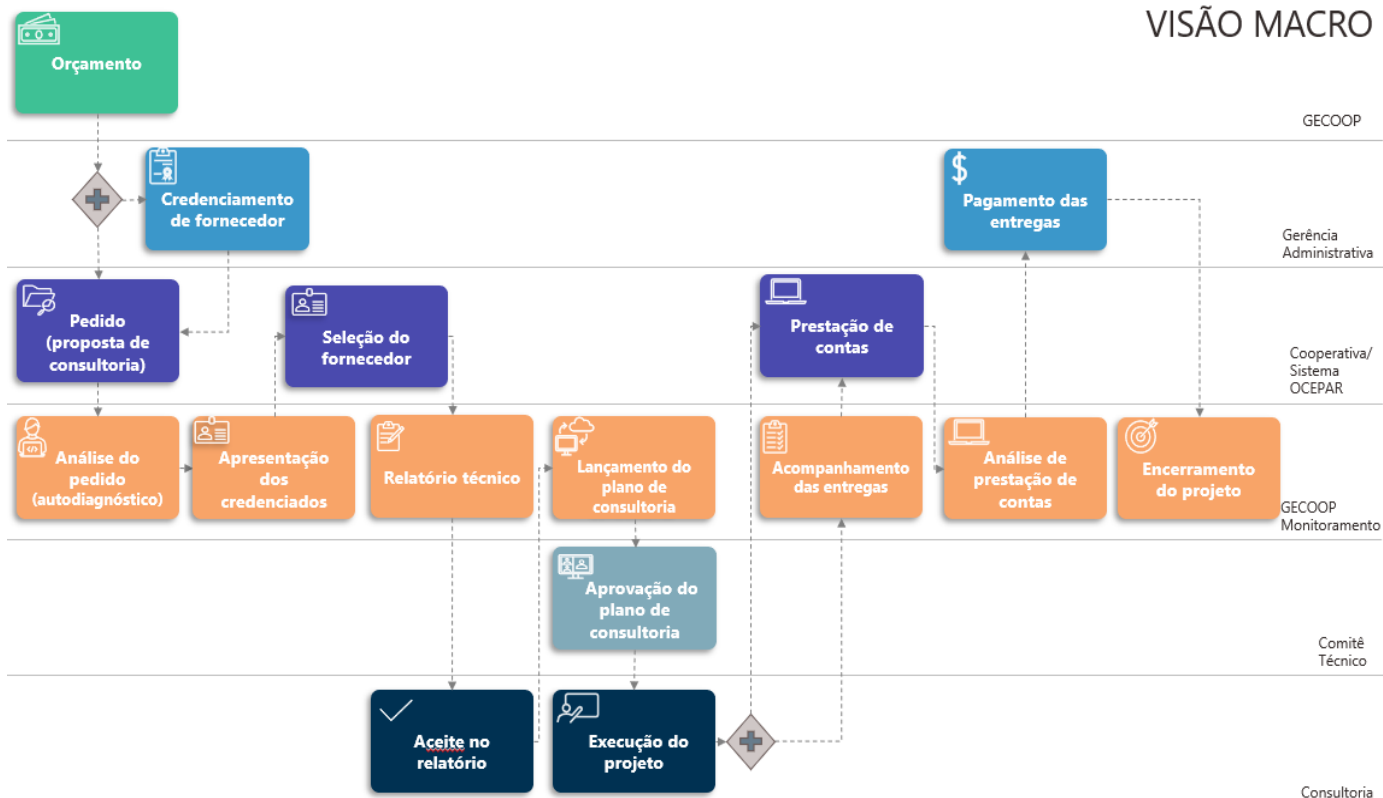 VISÃO MACRO
Orçamento
GECOOP
Credenciamento
de fornecedor
$
Pagamento das
entregas
Gerência
Administrativa
Pedido
(proposta de
consultoria)
Seleção do
fornecedor
Prestação de
contas
Cooperativa/
Sistema
OCEPAR
Análise do
pedido
(autodiagnóstico)
Apresentação
dos
credenciados
Relatório técnico
Lançamento do
plano de
consultoria
Acompanhamento
das entregas
Análise de
prestação de
contas
Encerramento
do projeto
GECOOP
Monitoramento
Aprovação do
plano de
consultoria
Comitê
Técnico
Aceite no
relatório
Execução do
projeto
Consultoria